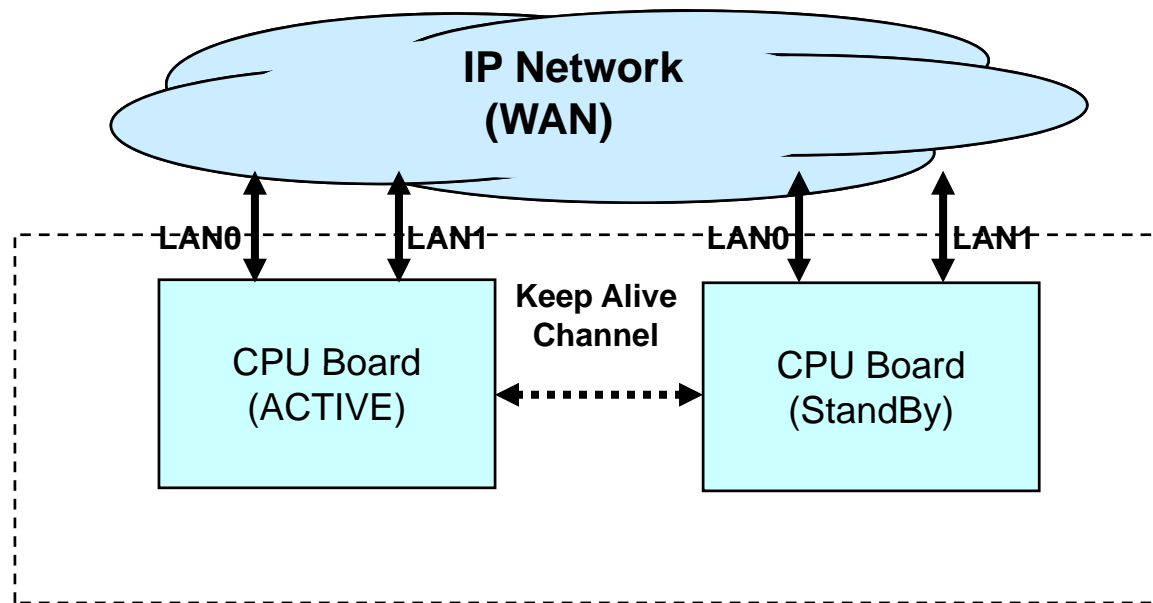 IP Network
(WAN)
LAN0
LAN1
LAN0
LAN1
Keep Alive
Channel
CPU Board
(ACTIVE)
CPU Board
(StandBy)